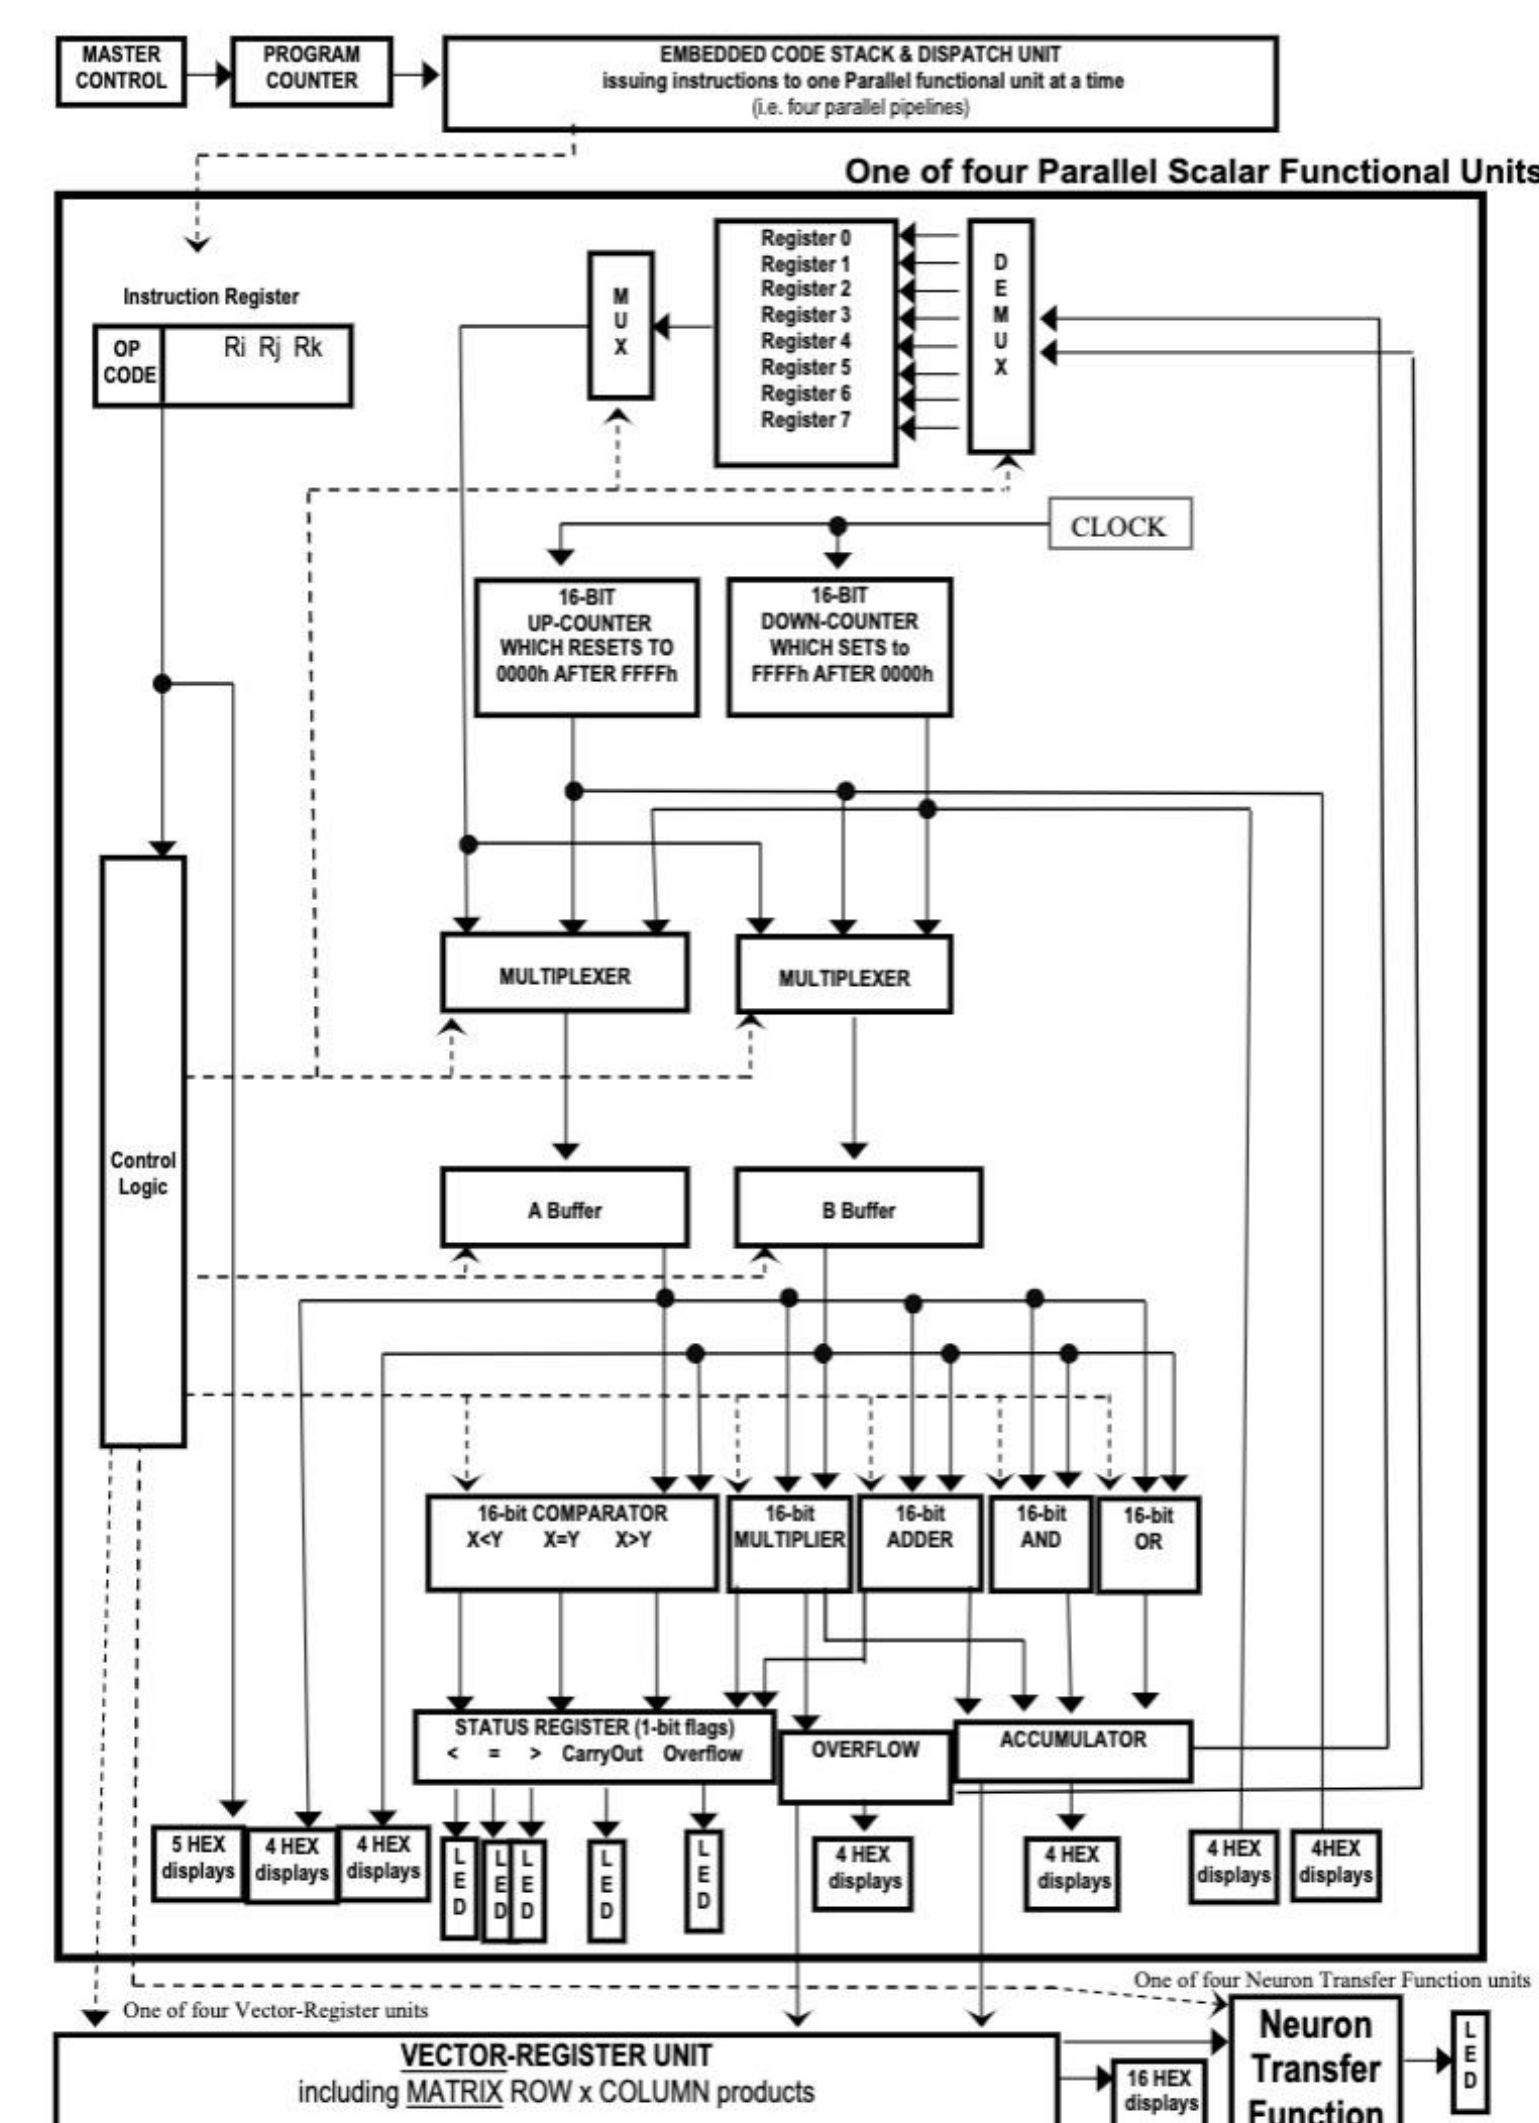 MASTER
CONTROL
PROGRAM
COUNTER
EMBEDDED CODE STACK & DISPATCH UNIT
issuing instructions to one Parallel functional unit at a time
(i.e. four parallel pipelines)
One of four Parallel Scalar Functional Units
Instruction Register
OP
CODE
Ri Rj Rk
M
U
X
Register 0
Register 1
Register 2
Register 3
Register 4
Register 5
Register 6
Register 7
D
E
M
U
X
CLOCK
16-BIT
UP-COUNTER
WHICH RESETS TO
0000h AFTER FFFFh
16-BIT
DOWN-COUNTER
WHICH SETS to
FFFFh AFTER 0000h
MULTIPLEXER
MULTIPLEXER
Control
Logic
A Buffer
B Buffer
16-bit COMPARATOR
X<Y X=Y X>Y
16-bit
MULTIPLIER
16-bit
ADDER
16-bit
AND
16-bit
OR
STATUS REGISTER (1-bit flags)
< = > CarryOut Overflow
OVERFLOW
ACCUMULATOR
5 HEX
displays
4 HEX
displays
4 HEX
displays
L
E
D
L
E
D
L
E
D
L
E
D
L
E
D
4 HEX
displays
4 HEX
displays
4 HEX
displays
4HEX
displays
One of four Neuron Transfer Function units
One of four Vector-Register units
VECTOR-REGISTER UNIT
including MATRIX ROW x COLUMN products
16 HEX
displays
Neuron
Transfer
Function
L
E
D